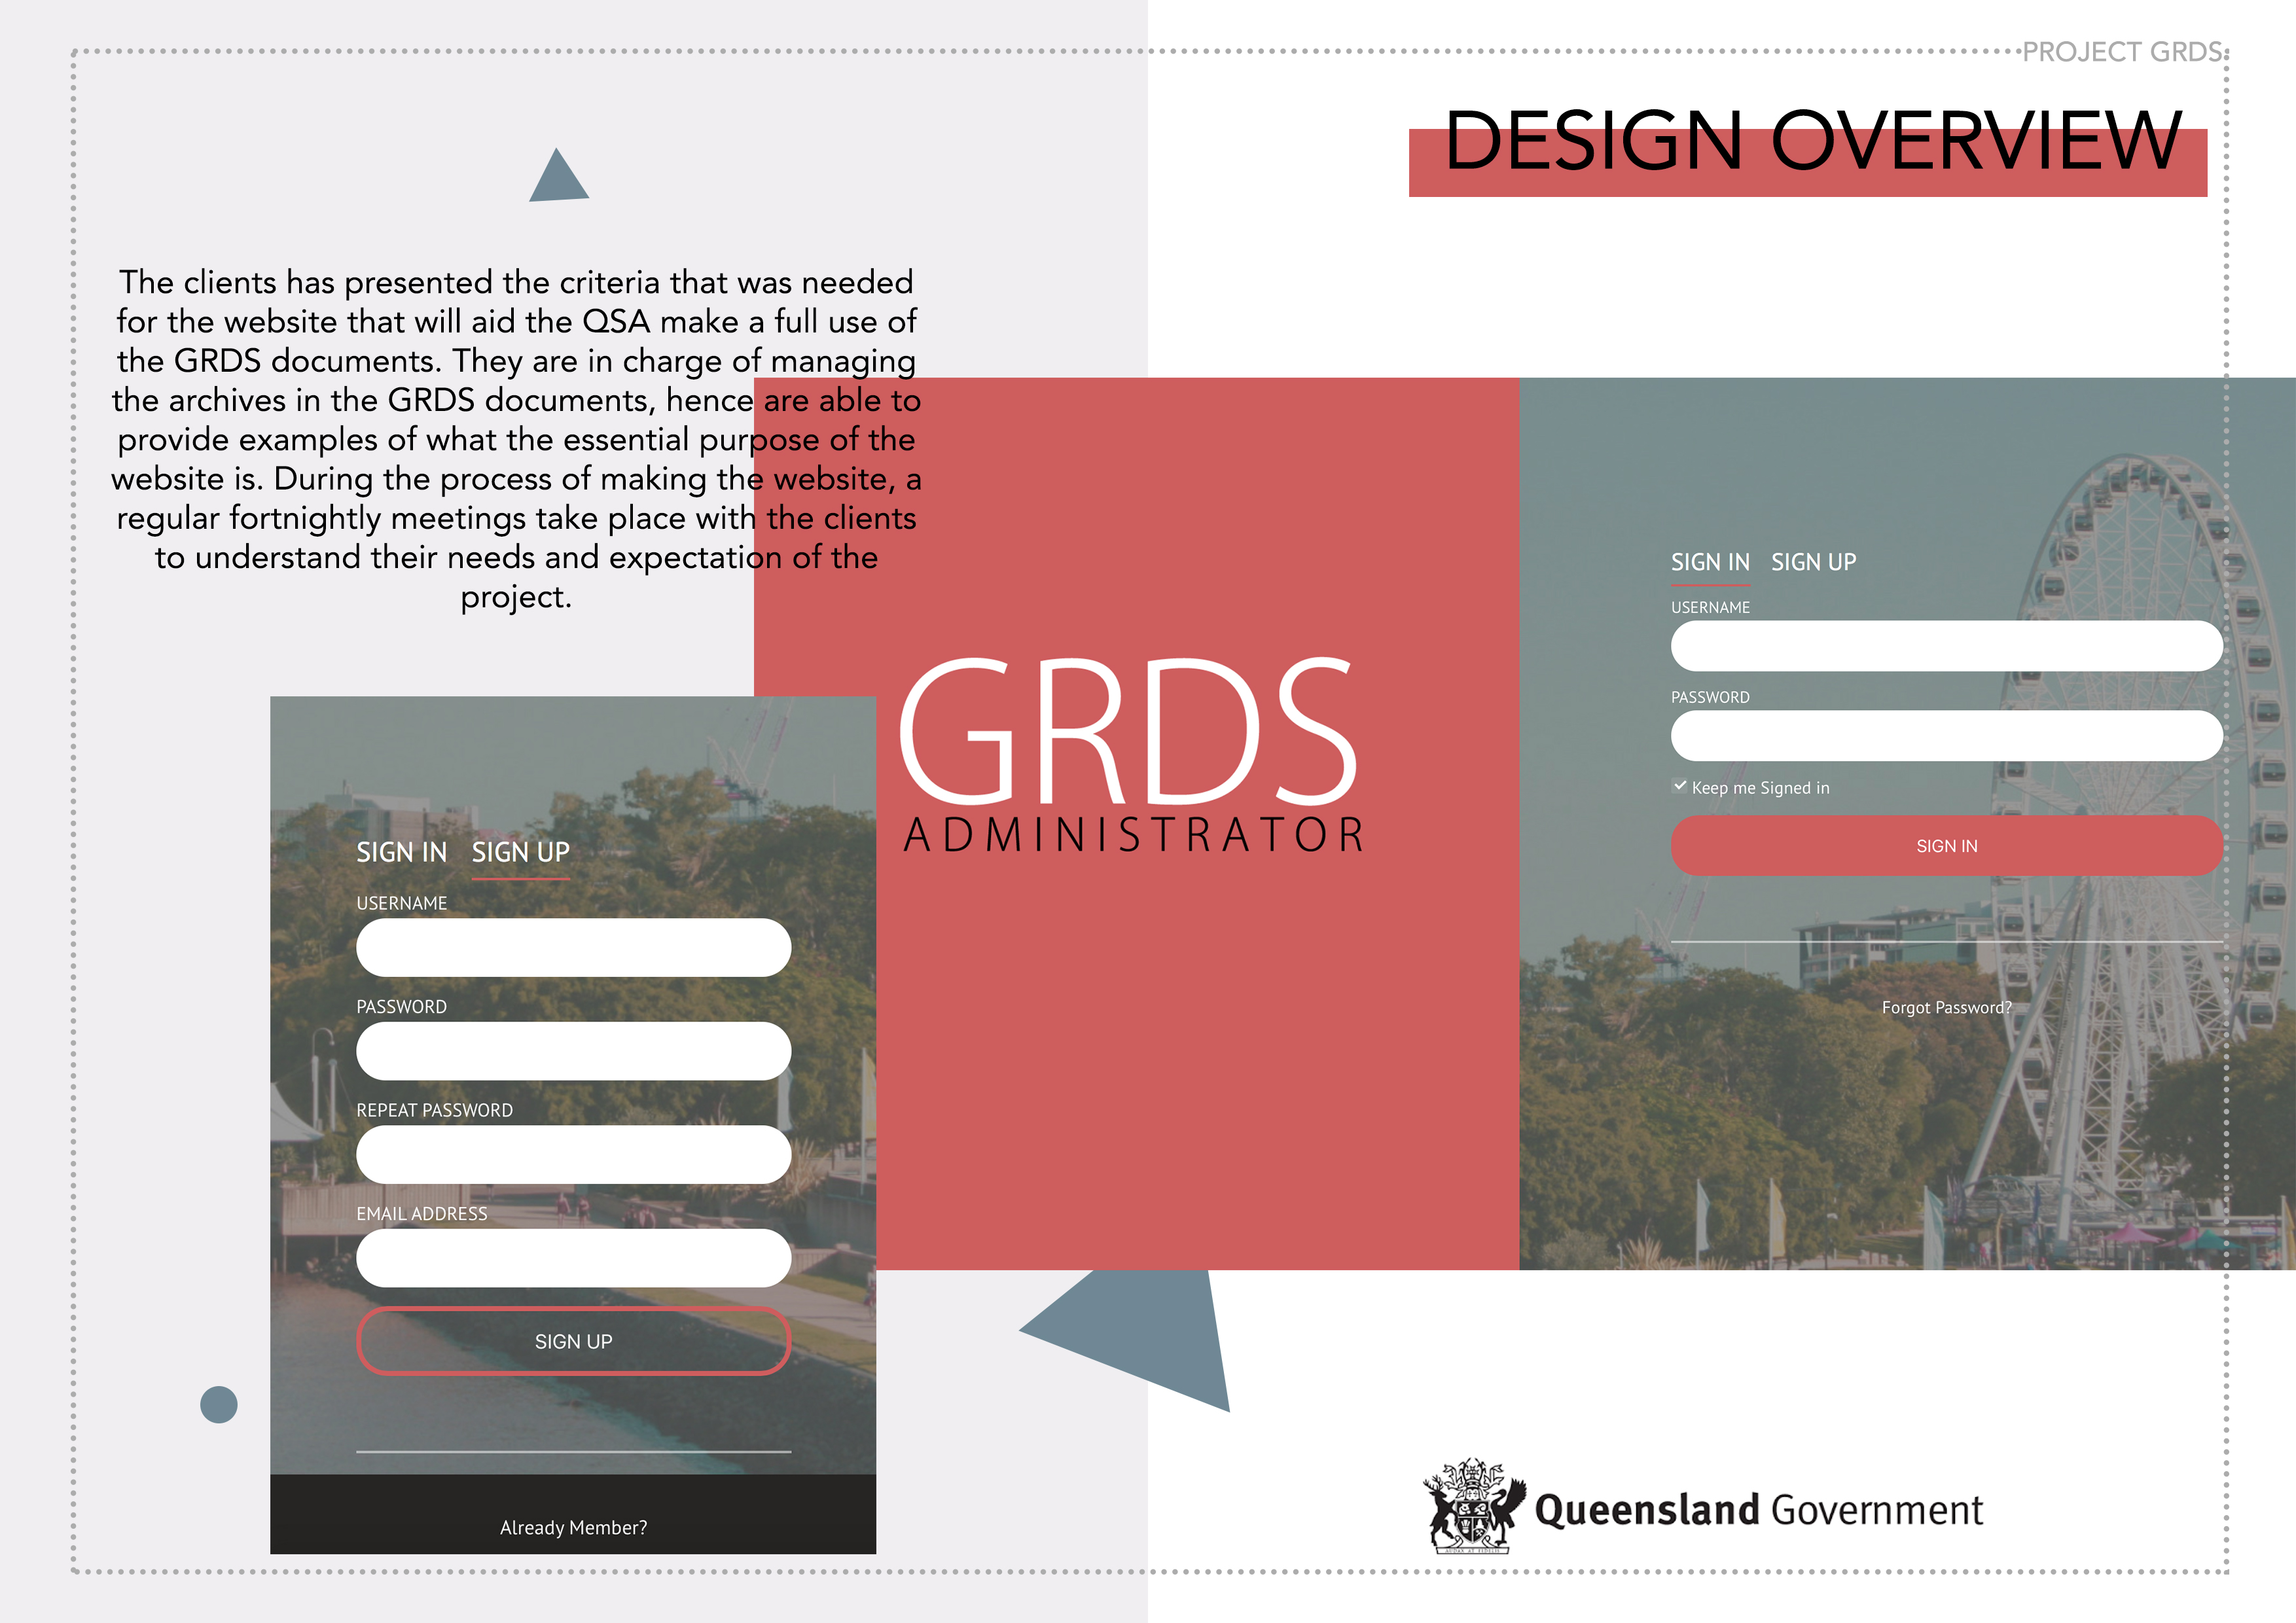 PROJECT GRDS
DESIGN OVERVIEW
The clients has presented the criteria that was needed
for the website that will aid the QSA make a full use of
the GRDS documents. They are in charge of managing
the archives in the GRDS documents, hence are able to
provide examples of what the essential purpose of the
website is. During the process of making the website, a
regular fortnightly meetings take place with the clients
to understand their needs and expectation of the
project.
GRDS
ADMINISTRATOR
SIGN IN SIGN UP
USERNAME
PASSWORD
Keep me Signed in
SIGN IN
Forgot Password?
SIGN IN SIGN UP
USERNAME
PASSWORD
REPEAT PASSWORD
EMAIL ADDRESS
SIGN UP
Already Member?
Queensland Government